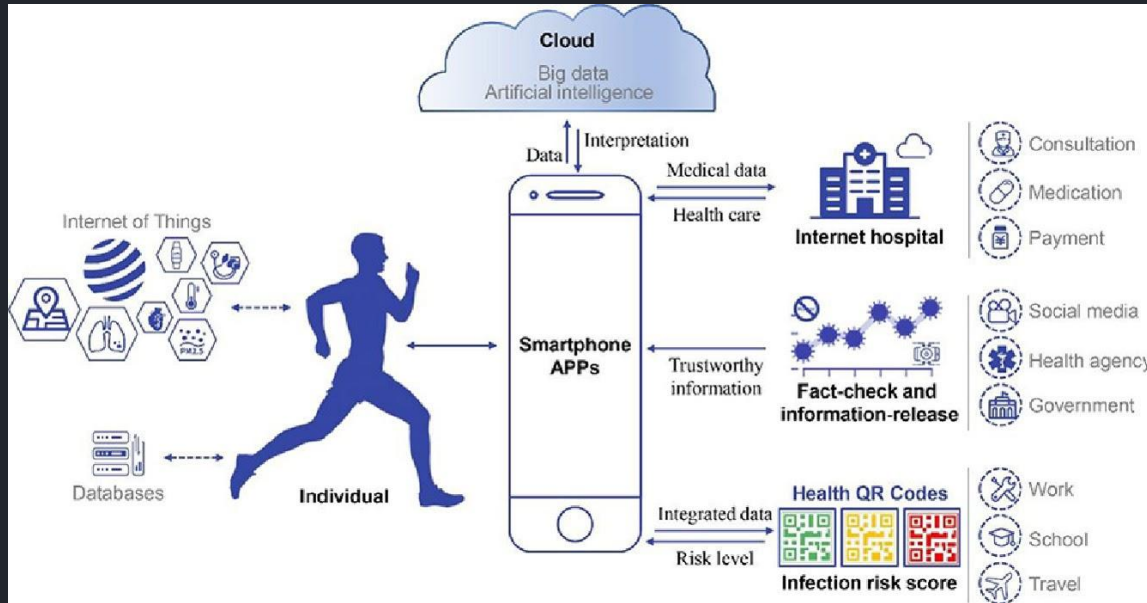 Cloud
Big data
Artificial intelligence
Data
Interpretation
Medical data
Health care
Internet hospital
Consultation
Medication
Payment
Internet of Things
PM2.5
Smartphone
APPs
Trustworthy
information
Fact-check and
information-release
Social media
Health agency
Government
Databases
Individual
Integrated data
Risk level
Health QR Codes
Infection risk score
Work
School
Travel